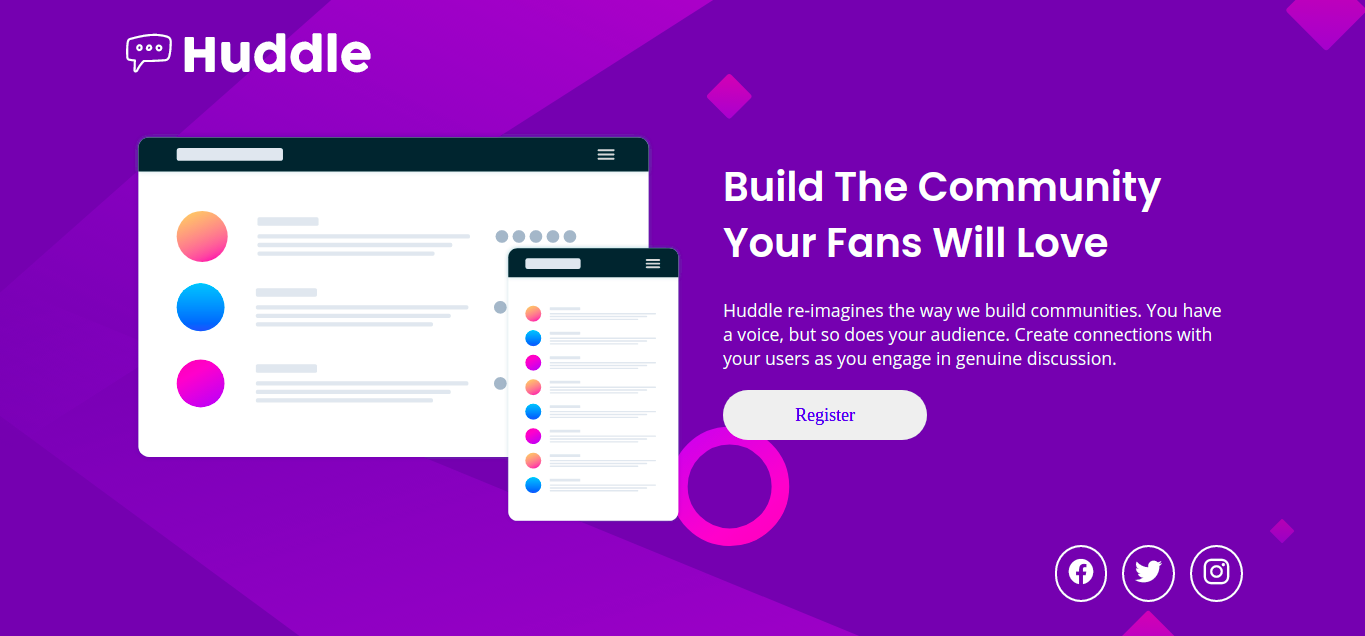 Huddle
Build The Community
Your Fans Will Love
Huddle re-imagines the way we build communities. You have
a voice, but so does your audience. Create connections with
your users as you engage in genuine discussion.
Register